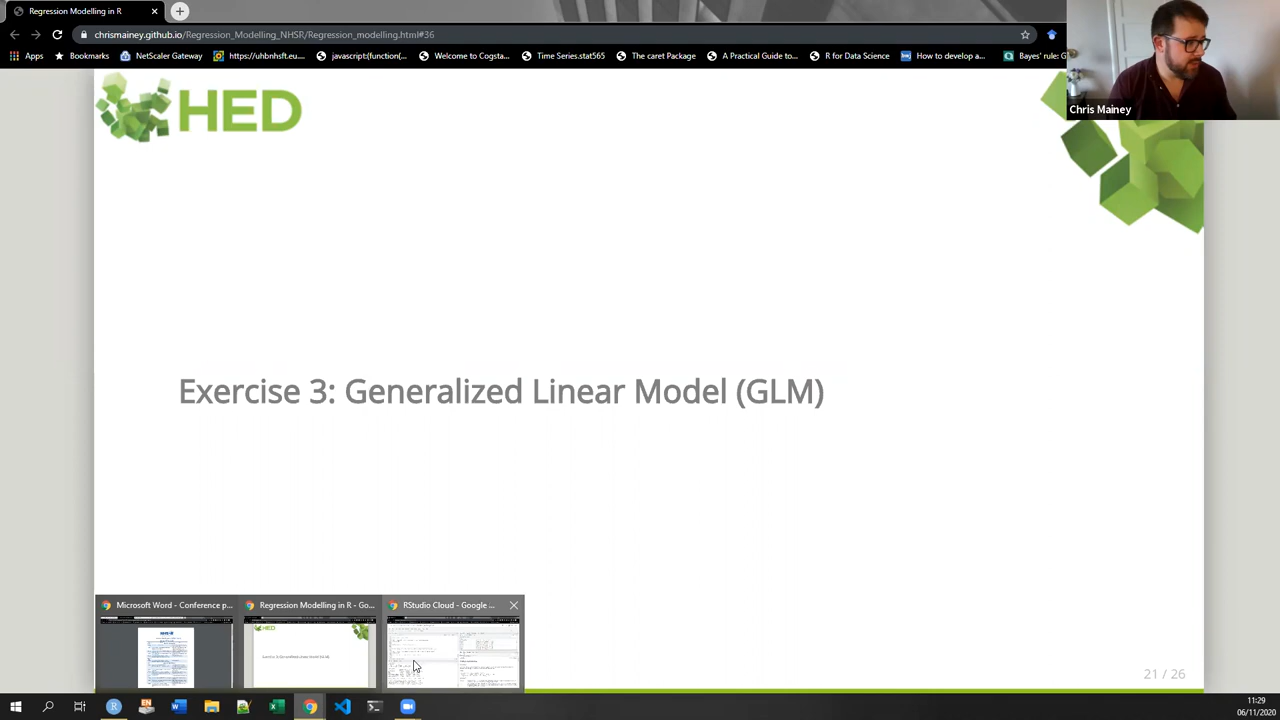 Regression Modelling in R
chrismainey.github.io/Regression_Modelling_NHSR/Regression_modelling.html#36
Apps
Bookmarks
NetScaler Gateway
https://uhbnhsft.eu....
javascript:(function(...
Welcome to Cogsta...
Time Series.stat565
The caret Package
A Practical Guide to...
R for Data Science
How to develop a...
Bayes' rule: G
Chris Mainey
HED
Exercise 3: Generalized Linear Model (GLM)
Microsoft Word - Conference p...
Regression Modelling in R - Go...
RStudio Cloud - Google ...
21 / 26
11:29
06/11/2020